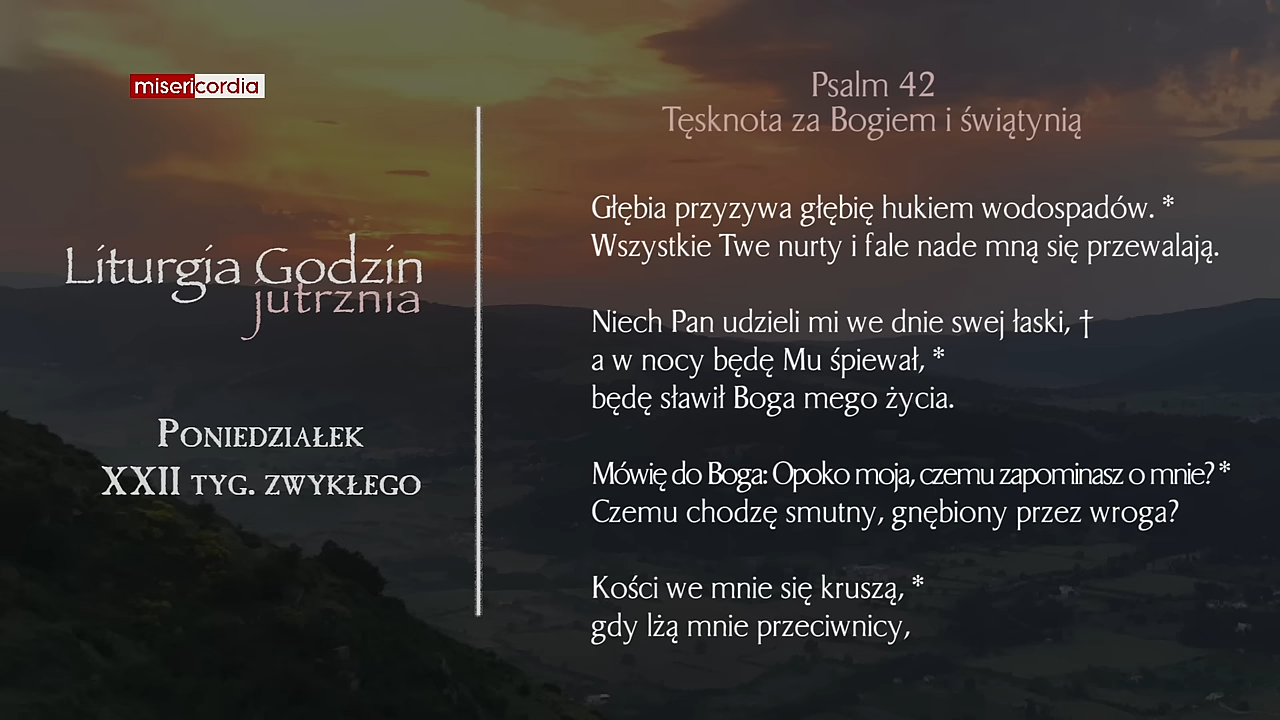 misericordia
Liturgia Godzin
jutrznia
Poniedziałek
XXII tyg. zwykłego
Psalm 42
Tęsknota za Bogiem i świątynią
Głębia przyzywa głębię hukiem wodospadów. *
Wszystkie Twe nurty i fale nade mną się przewalają.
Niech Pan udzieli mi we dnie swej łaski, †
a w nocy będę Mu śpiewał, *
będę sławił Boga mego życia.
Mówię do Boga: Opoko moja, czemu zapominasz o mnie? *
Czemu chodzę smutny, gnębiony przez wroga?
Kości we mnie się kruszą, *
gdy lżą mnie przeciwnicy,